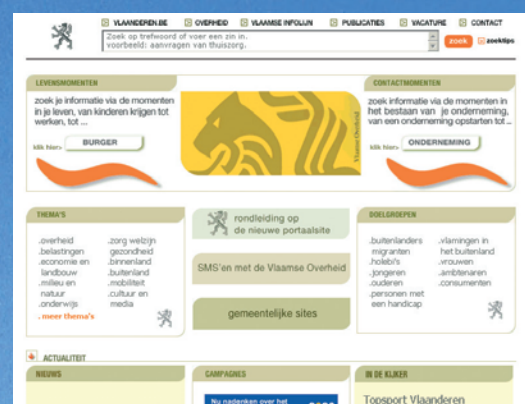 VLAANDEREN.BE OVERHEID VLAAMSE INFOLIJN PUBLICATIES VACATURE CONTACT
Zoek op trefwoord of voer een zin in.
voorbeeld: aanvragen van thuiszorg.
zoek zoektips
LEVENSMOMENTEN
zoek je informatie via de momenten
in je leven, van kinderen krijgen tot
werken, tot ...
klik hier> BURGER
Vlaamse Overheid
CONTACTMOMENTEN
zoek informatie via de momenten in
het bestaan van je onderneming,
van een onderneming opstarten tot ..
klik hier> ONDERNEMING
THEMA'S
.overheid
.belastingen
.economie en
landbouw
.milieu en
natuur
.onderwijs
. meer thema's
.zorg welzijn
gezondheid
.binnenland
.buitenland
.mobiliteit
.cultuur en
media
rondleiding op
de nieuwe portaalsite
SMS'en met de Vlaamse Overheid
gemeentelijke sites
DOELGROEPEN
.buitenlanders
migranten
.holebi's
.jongeren
.ouderen
.personen met
een handicap
.vlamingen in
het buitenland
.vrouwen
.ambtenaren
.consumenten
ACTUALITEIT
NIEUWS
CAMPAGNES
Nu nadenken over het
IN DE KIJKER
Topsport Vlaanderen